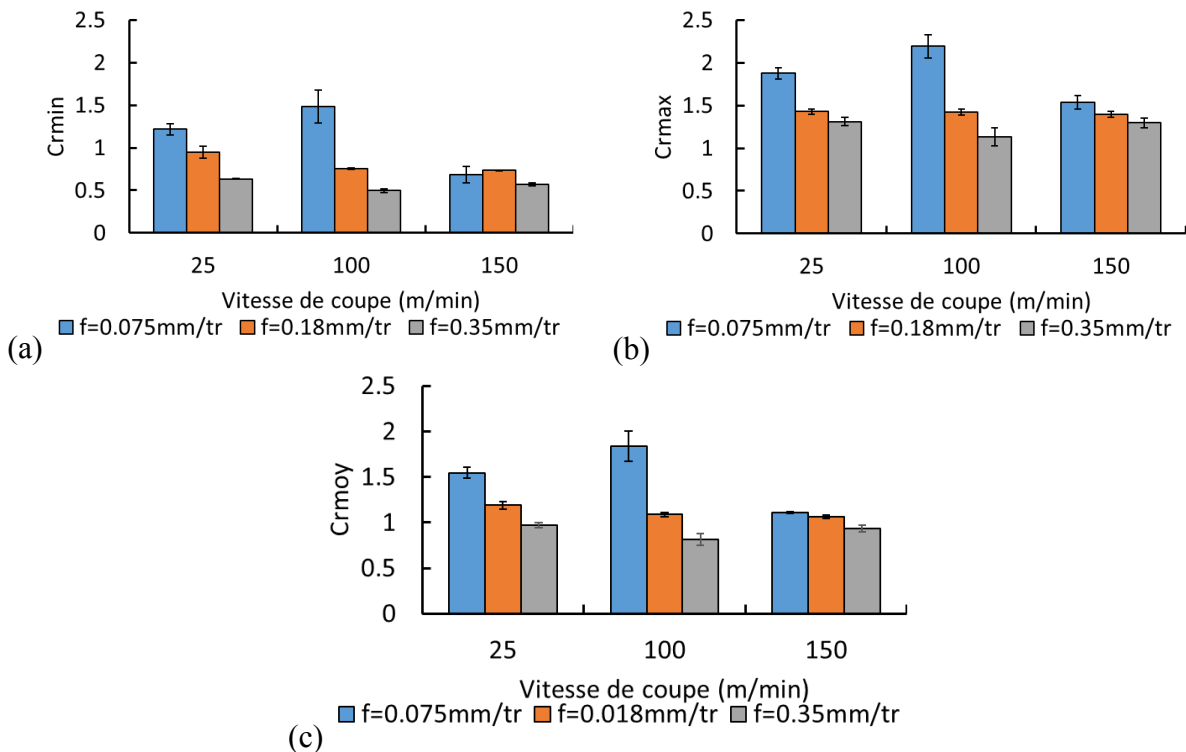 2.5
2
1.5
1
0.5
0
Crmin
25 100 150
Vitesse de coupe (m/min)
f=0.075mm/tr f=0.18mm/tr f=0.35mm/tr
(a)
2.5
2
1.5
1
0.5
0
Crmax
25 100 150
Vitesse de coupe (m/min)
f=0.075mm/tr f=0.18mm/tr f=0.35mm/tr
(b)
2.5
2
1.5
1
0.5
0
Crmoy
25 100 150
Vitesse de coupe (m/min)
f=0.075mm/tr f=0.018mm/tr f=0.35mm/tr
(c)